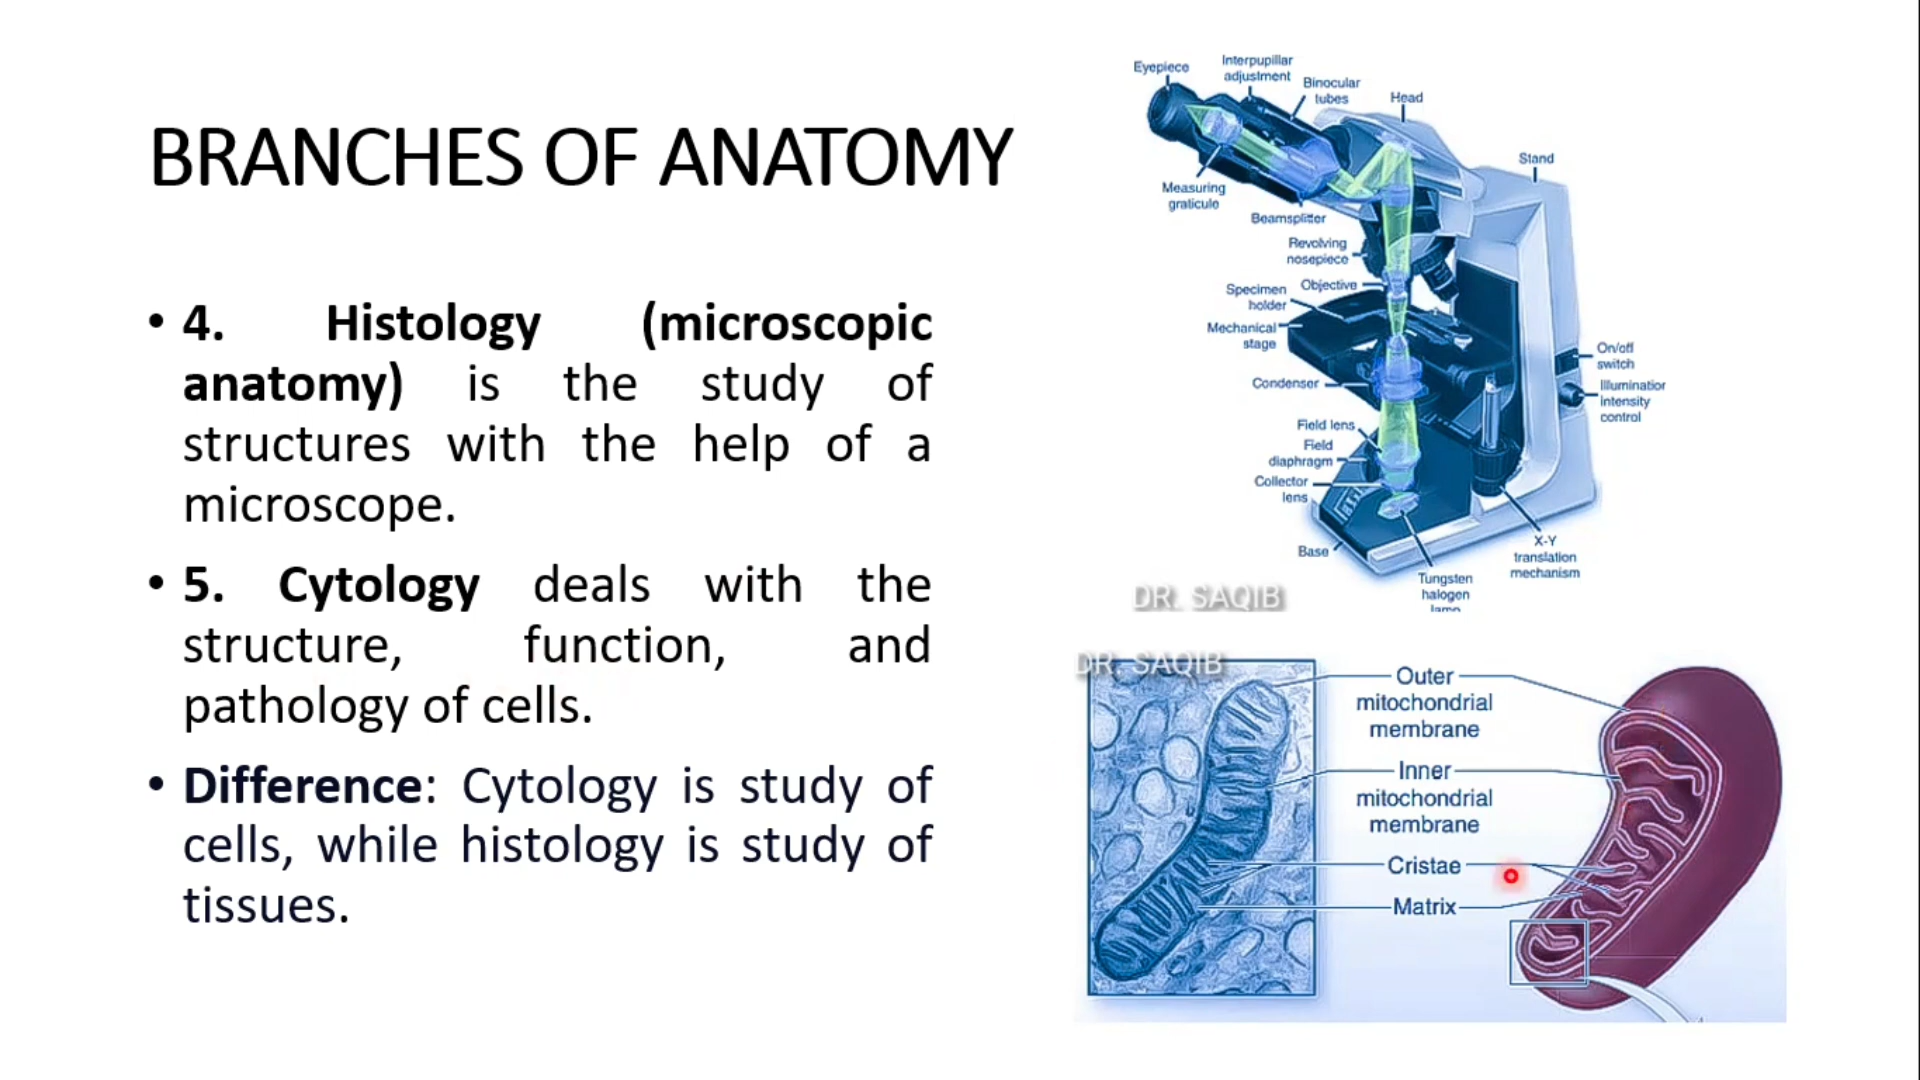 BRANCHES OF ANATOMY
• 4. Histology (microscopic
anatomy) is the study of
structures with the help of a
microscope.
• 5. Cytology deals with the
structure, function, and
pathology of cells.
• Difference: Cytology is study of
cells, while histology is study of
tissues.
Eyepiece
Interpupillar
adjustment
Binocular
tubes
Head
Stand
Measuring
graticule
Beamsplitter
Revolving
nosepiece
Objective
Specimen
holder
Mechanical
stage
On/off
switch
Condenser
Illumination
intensity
control
Field lens
Field
diaphragm
Collector
lens
Base
X-Y
translation
mechanism
Tungsten
halogen
lamp
DR. SAQIB
DR. SAQIB
Outer
mitochondrial
membrane
Inner
mitochondrial
membrane
Cristae
Matrix